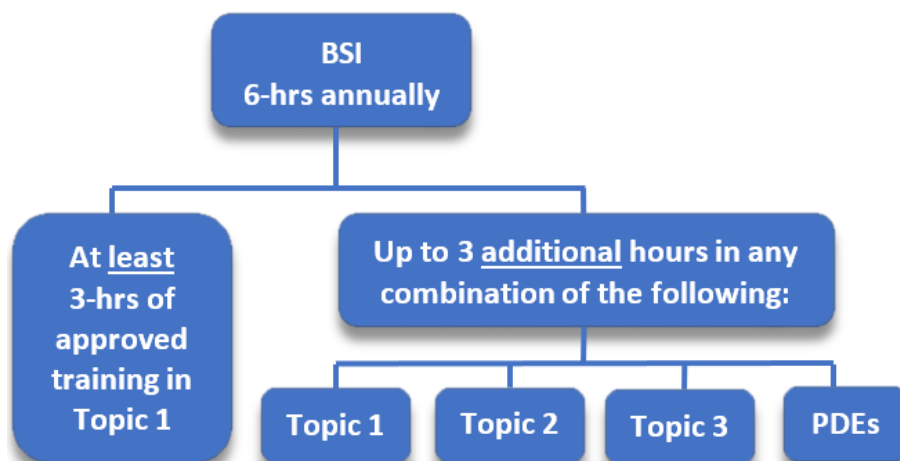 BSI
6-hrs annually
At least
3-hrs of
approved
training in
Topic 1
Up to 3 additional hours in any
combination of the following:
Topic 1
Topic 2
Topic 3
PDEs